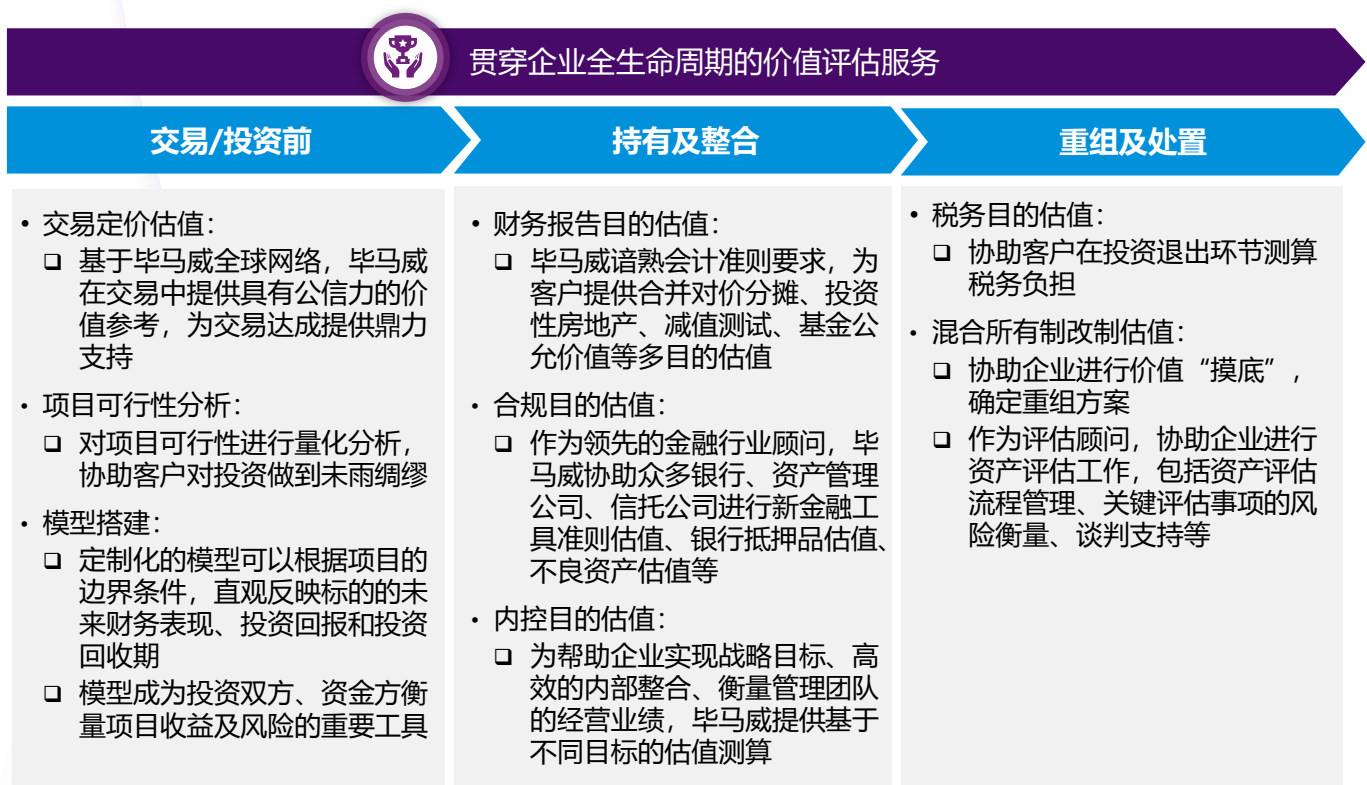 贯穿企业全生命周期的价值评估服务
交易/投资前
• 交易定价估值：
❑ 基于毕马威全球网络，毕马威
在交易中提供具有公信力的价
值参考，为交易达成提供鼎力
支持
• 项目可行性分析：
❑ 对项目可行性进行量化分析，
协助客户对投资做到未雨绸缪
• 模型搭建：
❑ 定制化的模型可以根据项目的
边界条件，直观反映标的的未
来财务表现、投资回报和投资
回收期
❑ 模型成为投资双方、资金方衡
量项目收益及风险的重要工具
持有及整合
• 财务报告目的估值：
❑ 毕马威谙熟会计准则要求，为
客户提供合并对价分摊、投资
性房地产、减值测试、基金公
允价值等多目的估值
• 合规目的估值：
❑ 作为领先的金融行业顾问，毕
马威协助众多银行、资产管理
公司、信托公司进行新金融工
具准则估值、银行抵押品估值、
不良资产估值等
• 内控目的估值：
❑ 为帮助企业实现战略目标、高
效的内部整合、衡量管理团队
的经营业绩，毕马威提供基于
不同目标的估值测算
重组及处置
• 税务目的估值：
❑ 协助客户在投资退出环节测算
税务负担
• 混合所有制改制估值：
❑ 协助企业进行价值“摸底”，
确定重组方案
❑ 作为评估顾问，协助企业进行
资产评估工作，包括资产评估
流程管理、关键评估事项的风
险衡量、谈判支持等